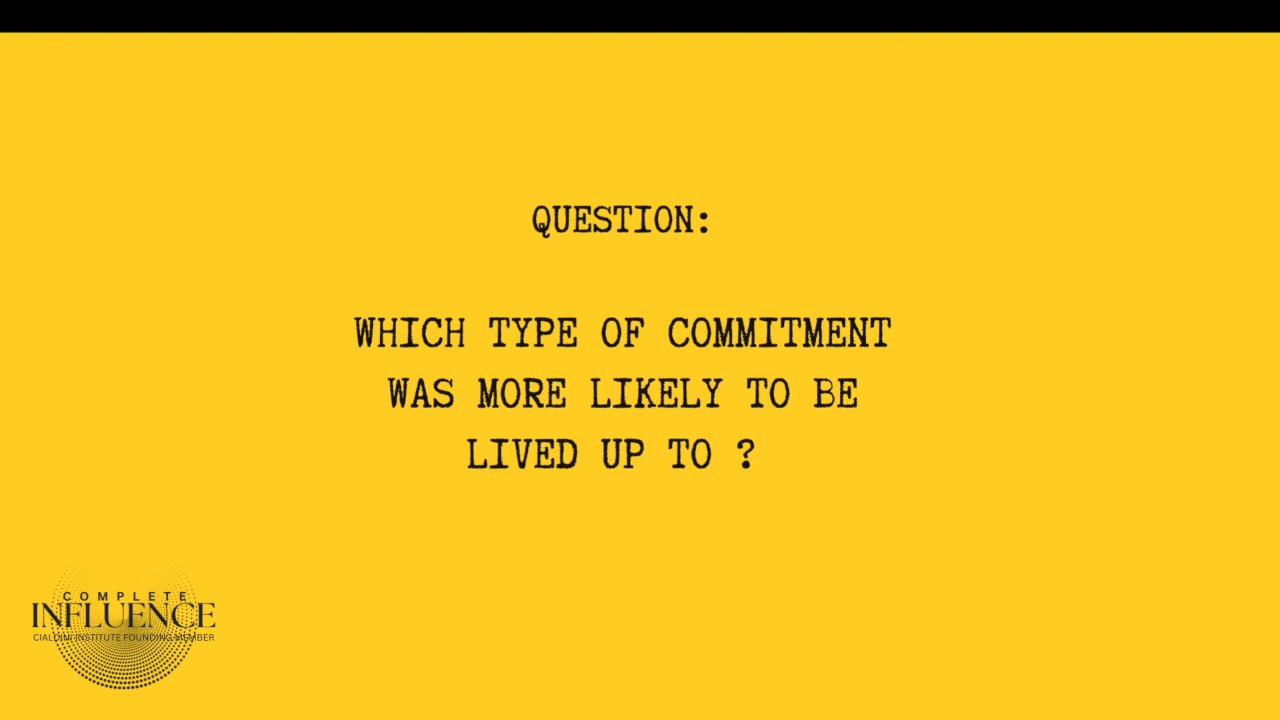 QUESTION:
WHICH TYPE OF COMMITMENT
WAS MORE LIKELY TO BE
LIVED UP TO ?
COMPLETE
INFLUENCE
CIALDINI INSTITUTE FOUNDING MEMBER